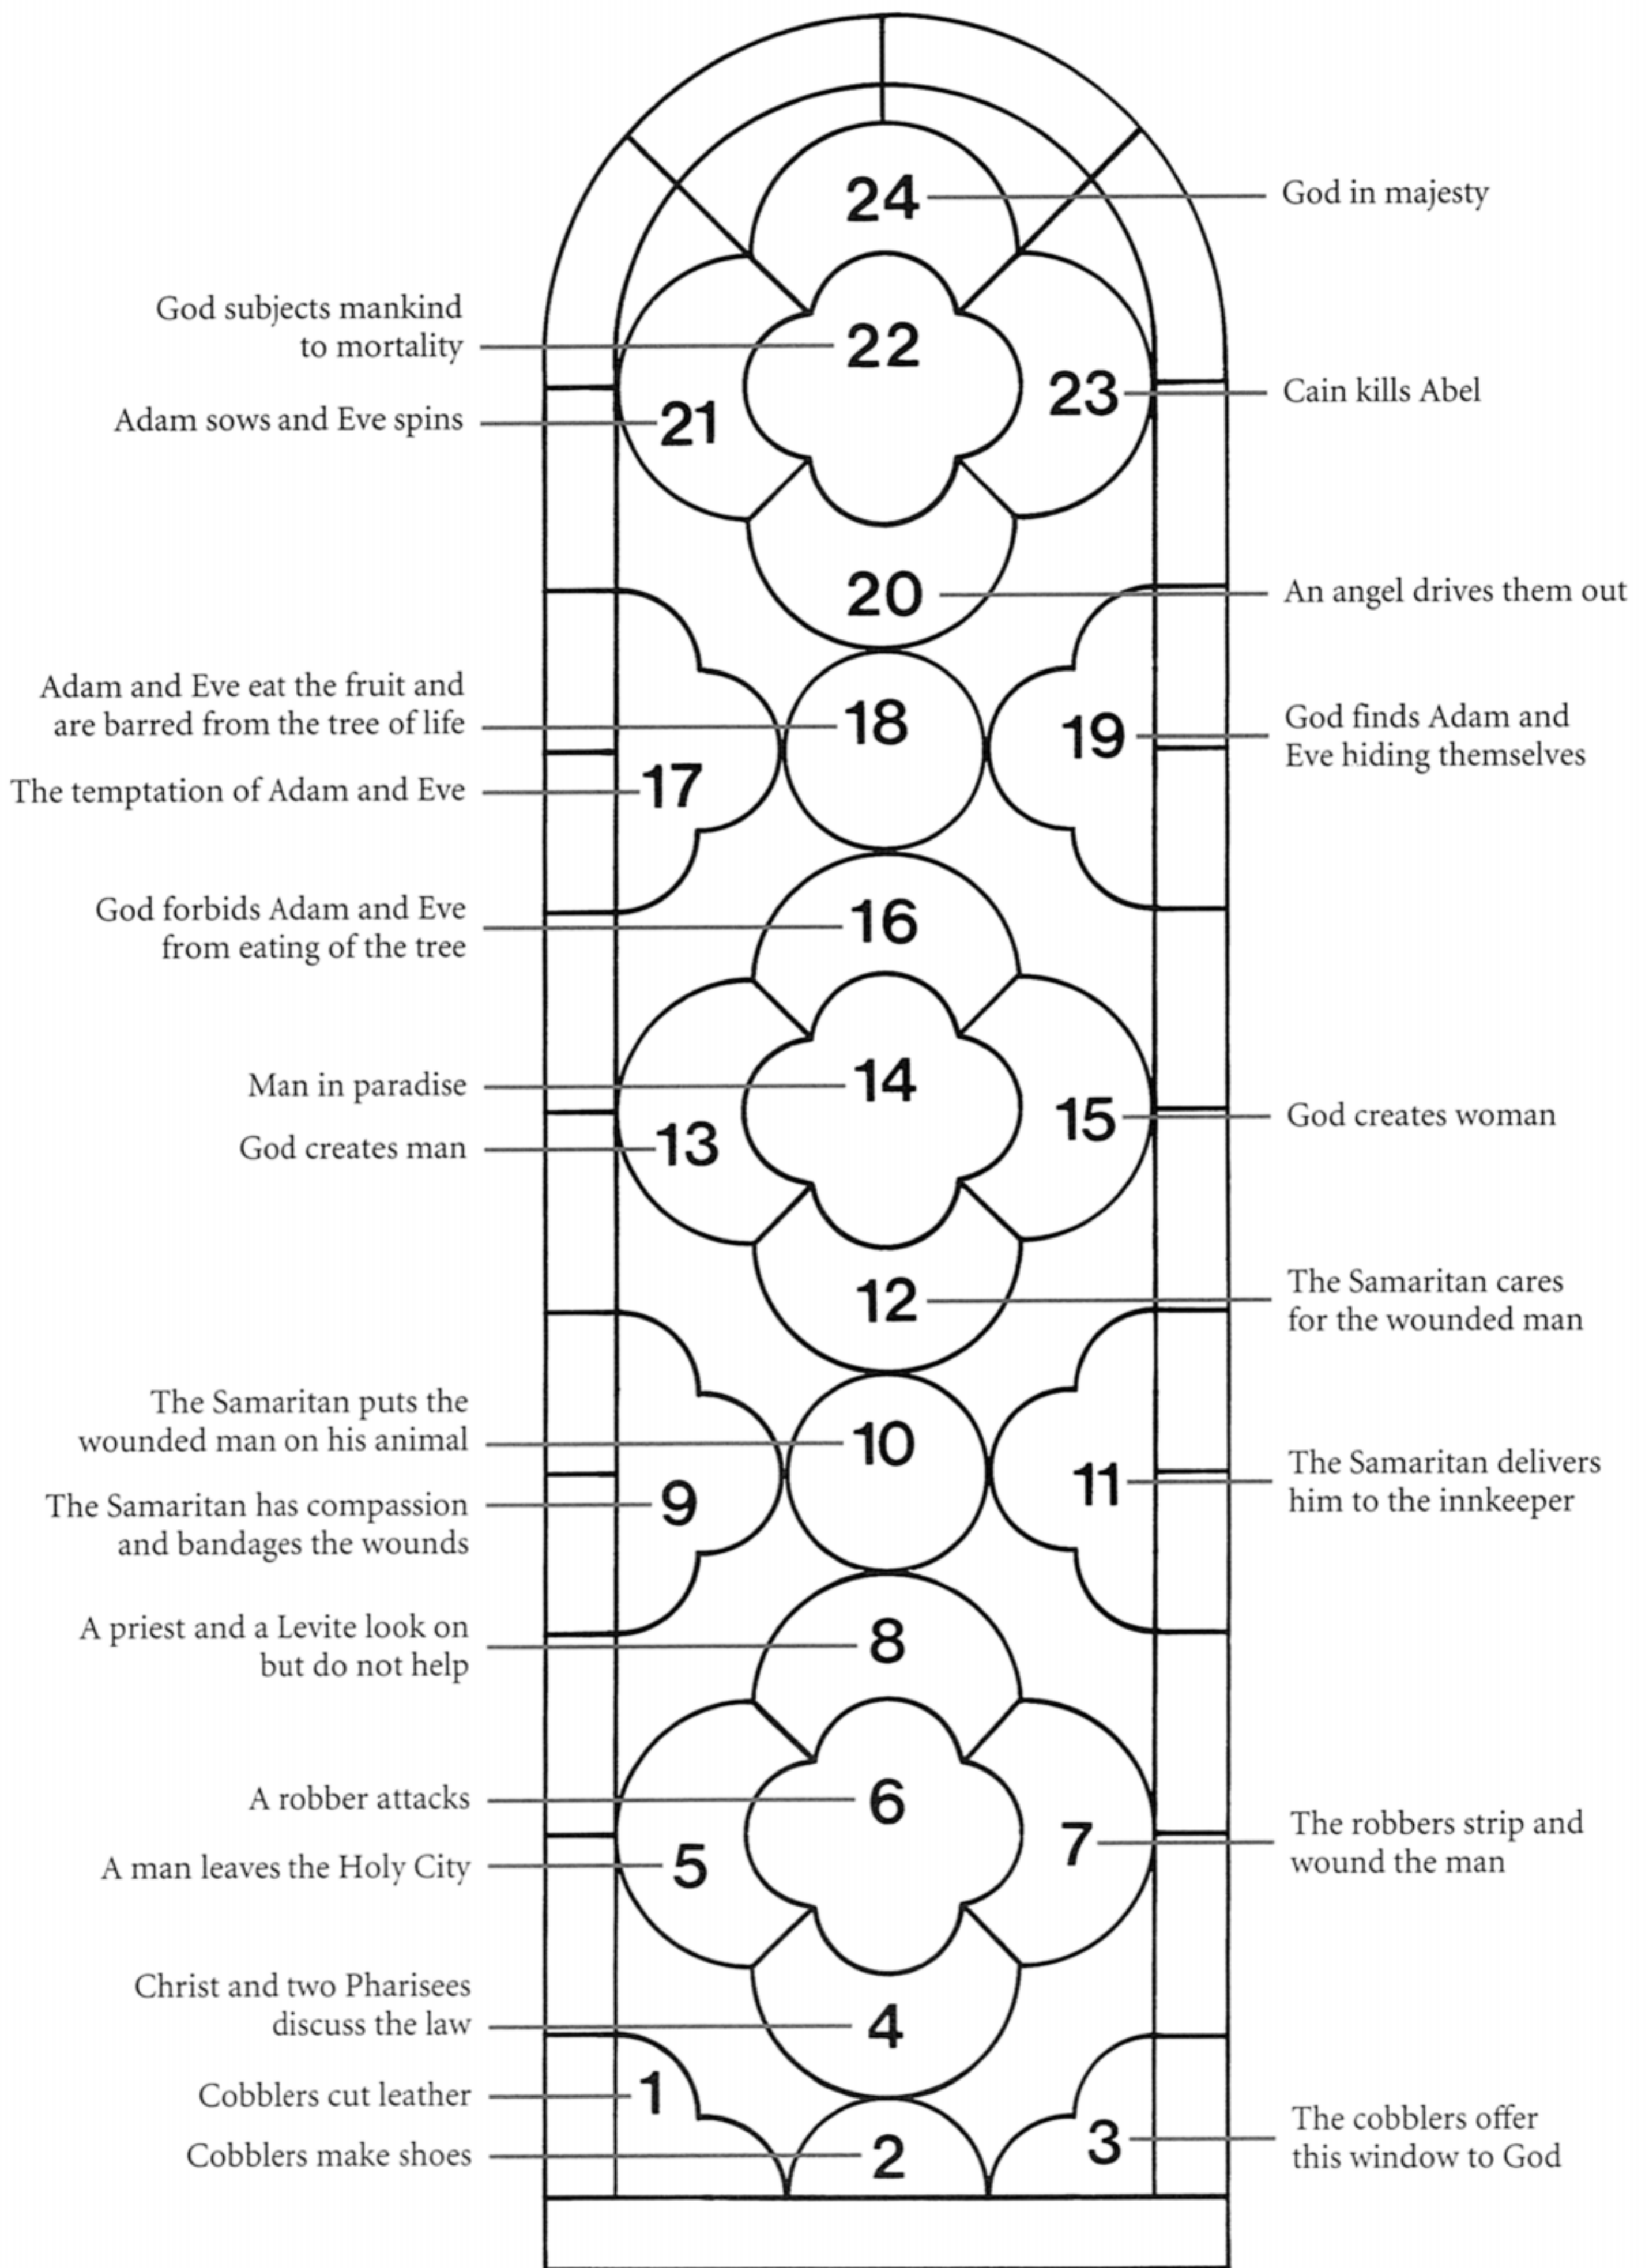 24
God in majesty
God subjects mankind
to mortality
22
Adam sows and Eve spins
21
23
Cain kills Abel
20
An angel drives them out
Adam and Eve eat the fruit and
are barred from the tree of life
18
19
God finds Adam and
Eve hiding themselves
The temptation of Adam and Eve
17
God forbids Adam and Eve
from eating of the tree
16
Man in paradise
14
God creates man
13
15
God creates woman
12
The Samaritan cares
for the wounded man
The Samaritan puts the
wounded man on his animal
10
The Samaritan has compassion
and bandages the wounds
9
11
The Samaritan delivers
him to the innkeeper
A priest and a Levite look on
but do not help
8
A robber attacks
6
A man leaves the Holy City
5
7
The robbers strip and
wound the man
Christ and two Pharisees
discuss the law
4
Cobblers cut leather
1
Cobblers make shoes
2
3
The cobblers offer
this window to God